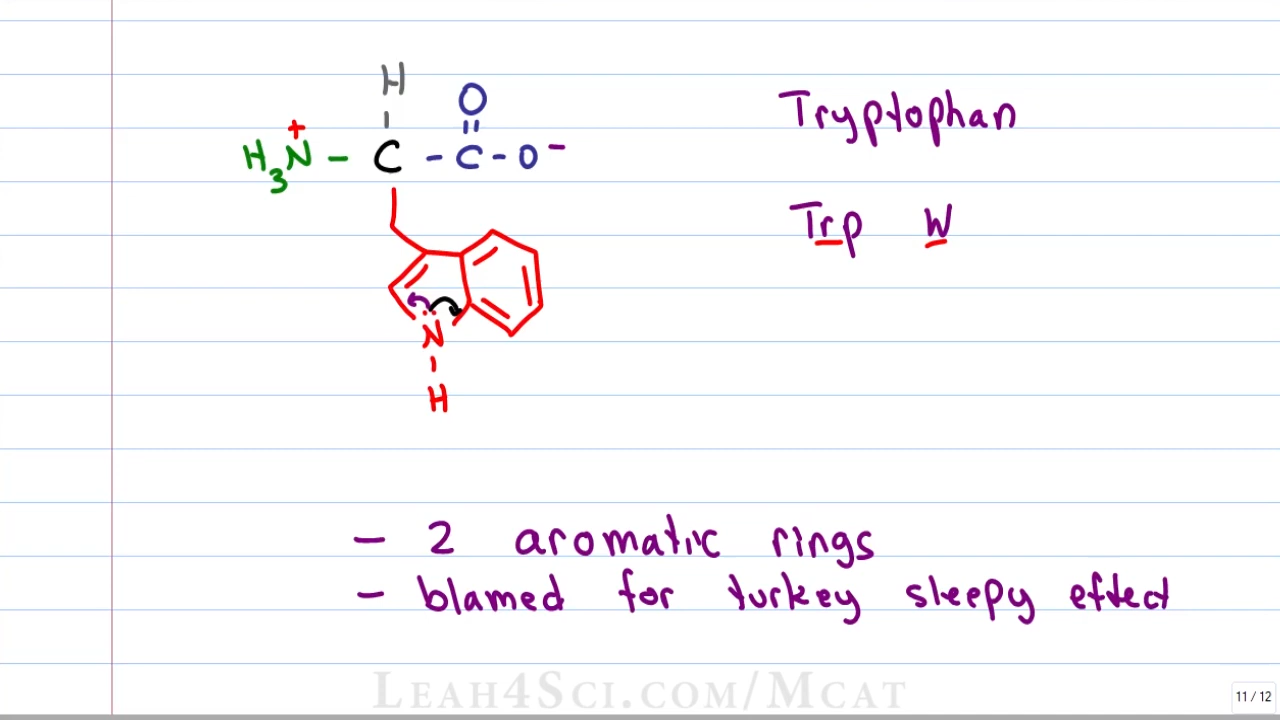 H
O
H3N+ - C - C - O-
Tryptophan
Trp W
N
H
- 2 aromatic rings
- blamed for turkey sleepy effect
LEAH4SCI.COM/MCAT
11 / 12